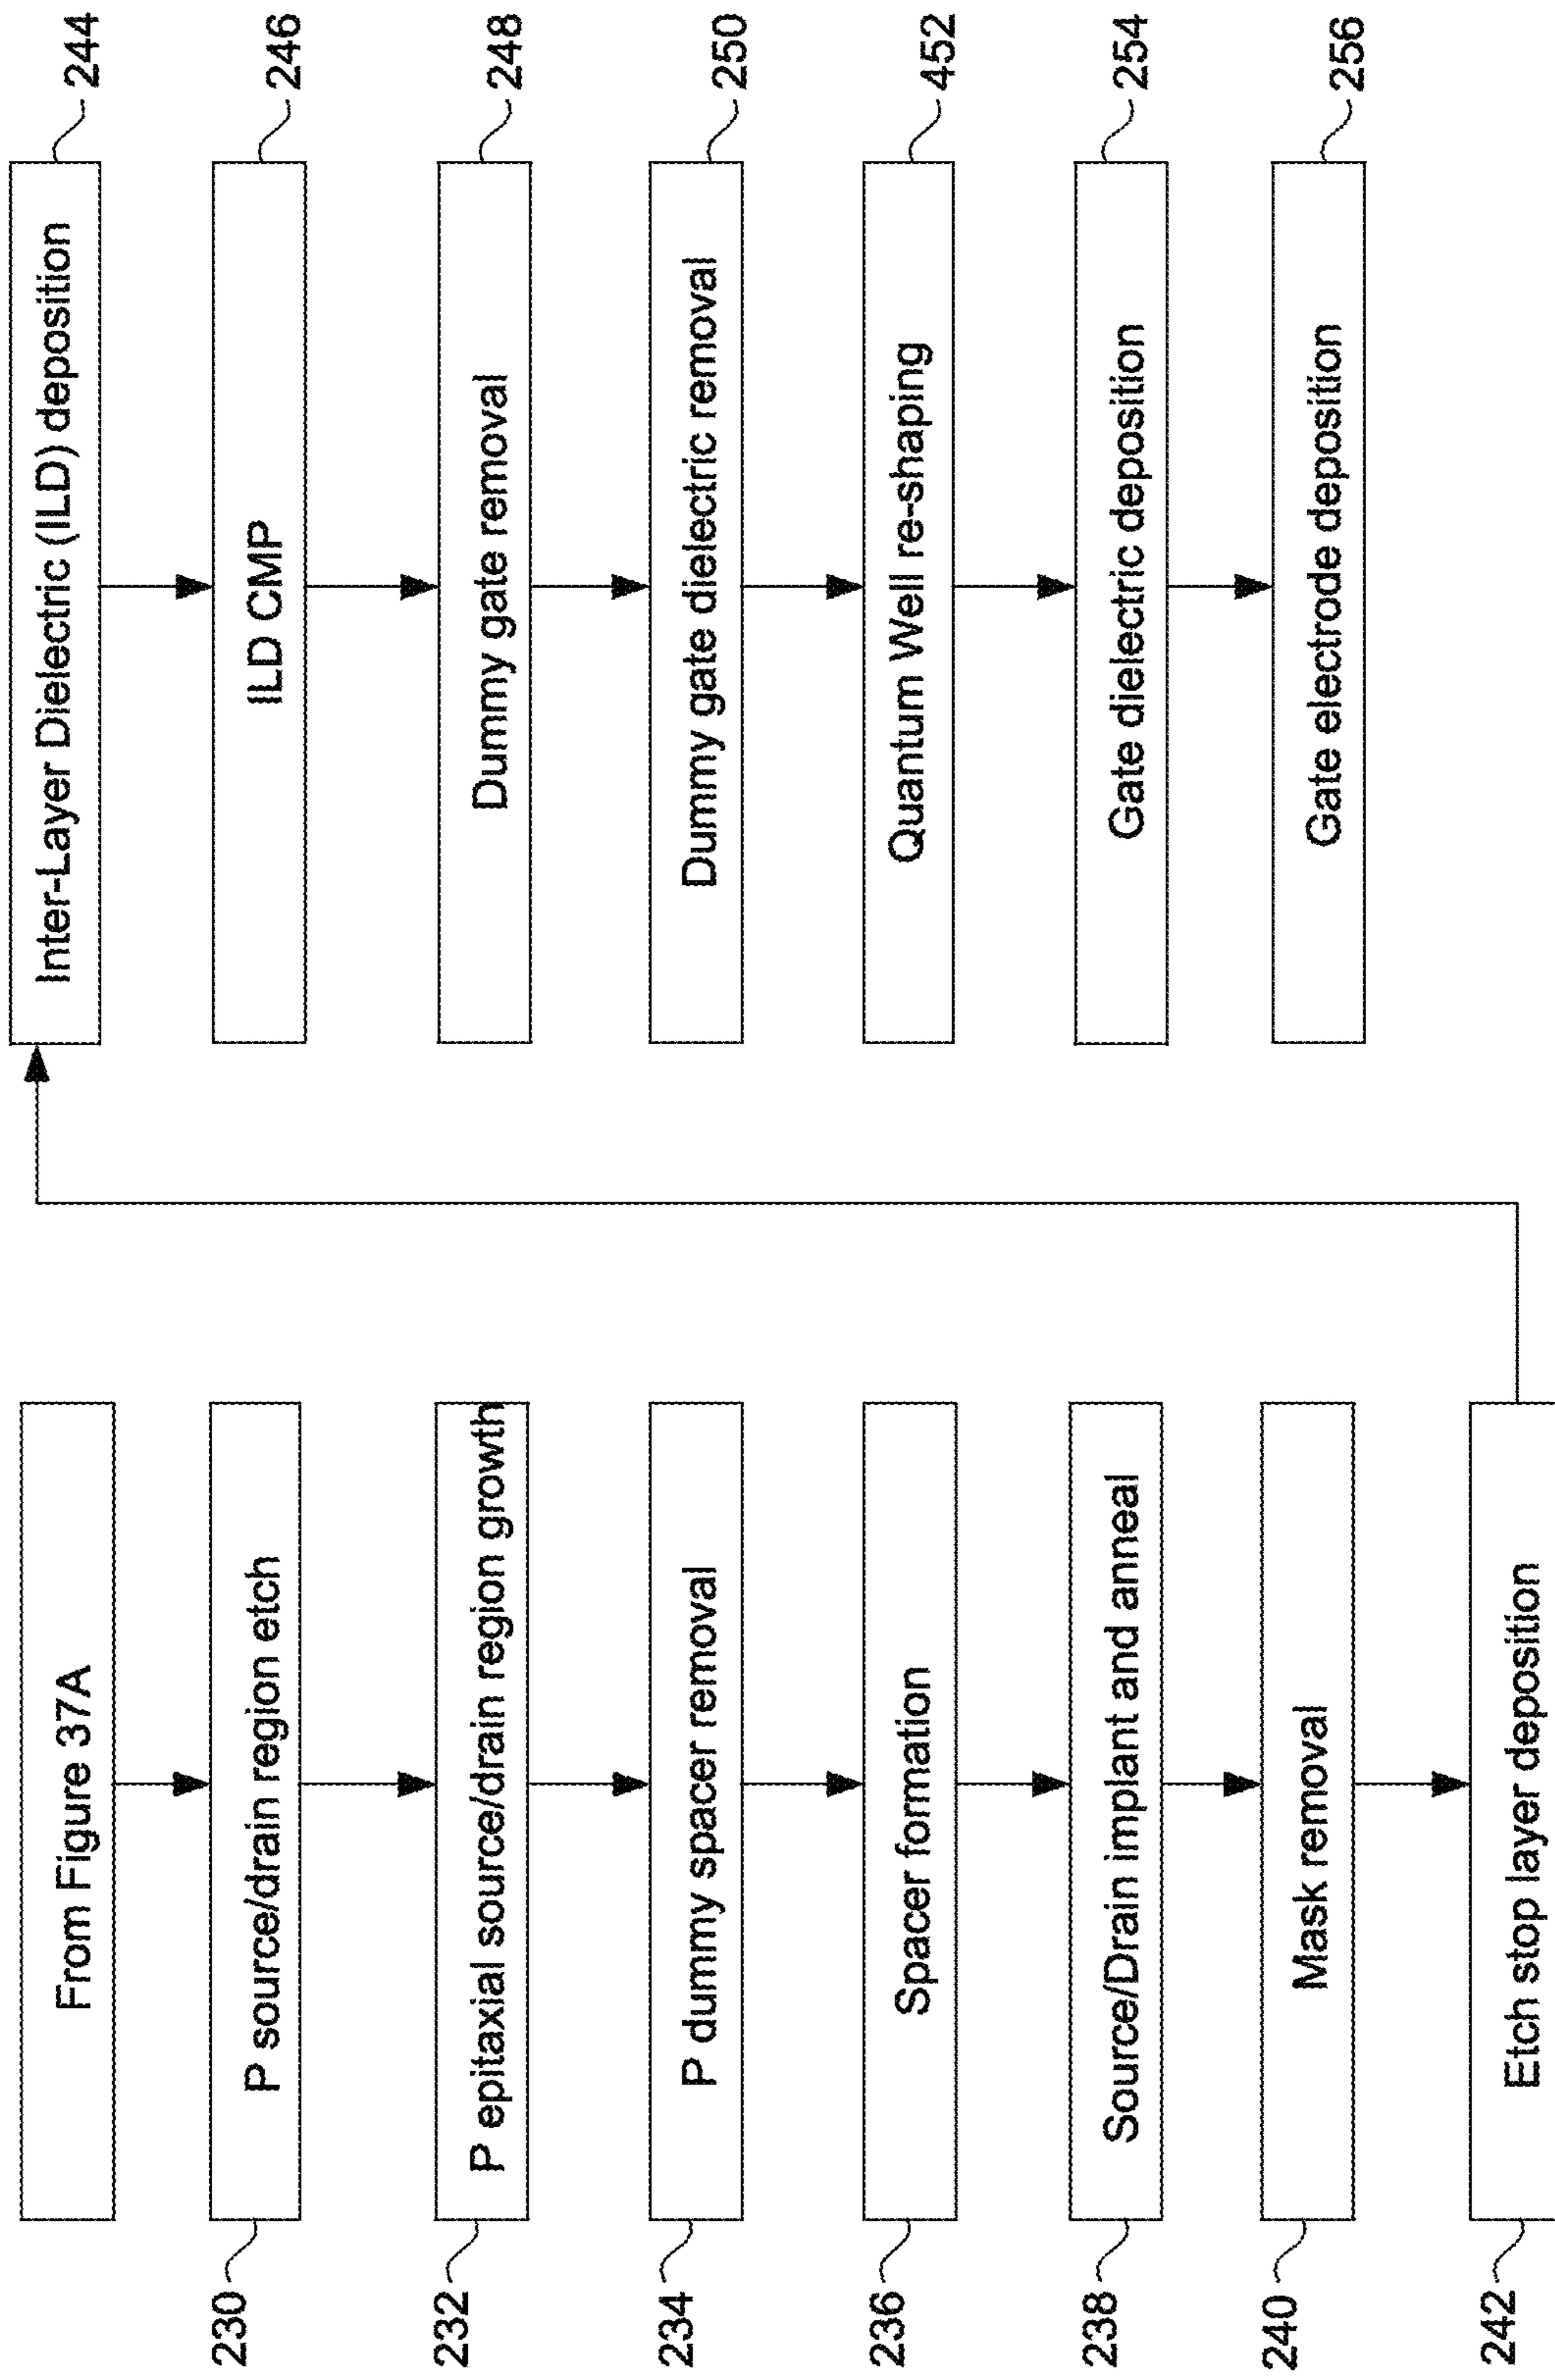 From Figure 37A
230
P source/drain region etch
232
P epitaxial source/drain region growth
234
P dummy spacer removal
236
Spacer formation
238
Source/Drain implant and anneal
240
Mask removal
242
Etch stop layer deposition
Inter-Layer Dielectric (ILD) deposition
244
ILD CMP
246
Dummy gate removal
248
Dummy gate dielectric removal
250
Quantum Well re-shaping
452
Gate dielectric deposition
254
Gate electrode deposition
256